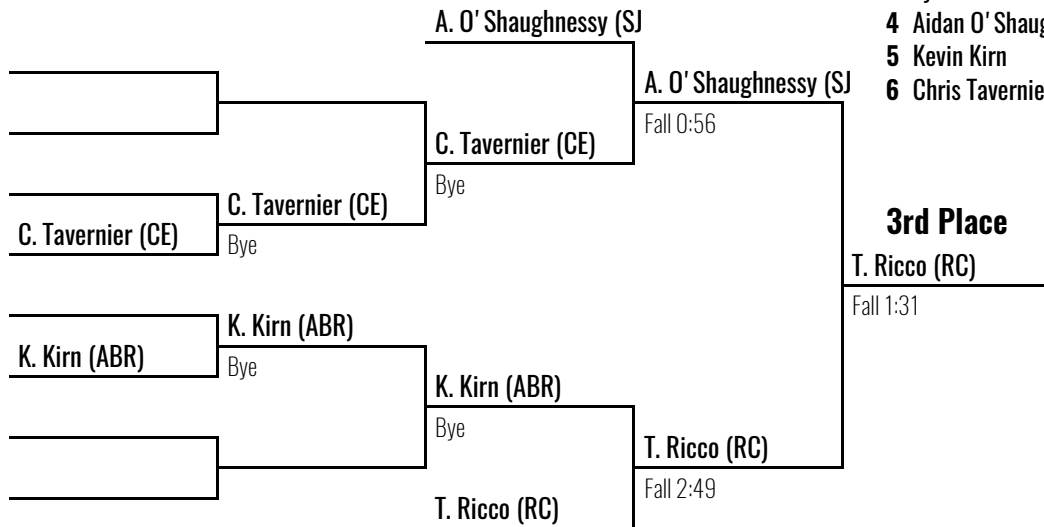 A. O'Shaughnessy (SJ
4 Aidan O'Shaug
5 Kevin Kirn
6 Chris Tavernie
A. O'Shaughnessy (SJ
Fall 0:56
C. Tavernier (CE)
Bye
C. Tavernier (CE)
Bye
C. Tavernier (CE)
3rd Place
T. Ricco (RC)
Fall 1:31
K. Kirn (ABR)
Bye
K. Kirn (ABR)
K. Kirn (ABR)
Bye
T. Ricco (RC)
Fall 2:49
T. Ricco (RC)